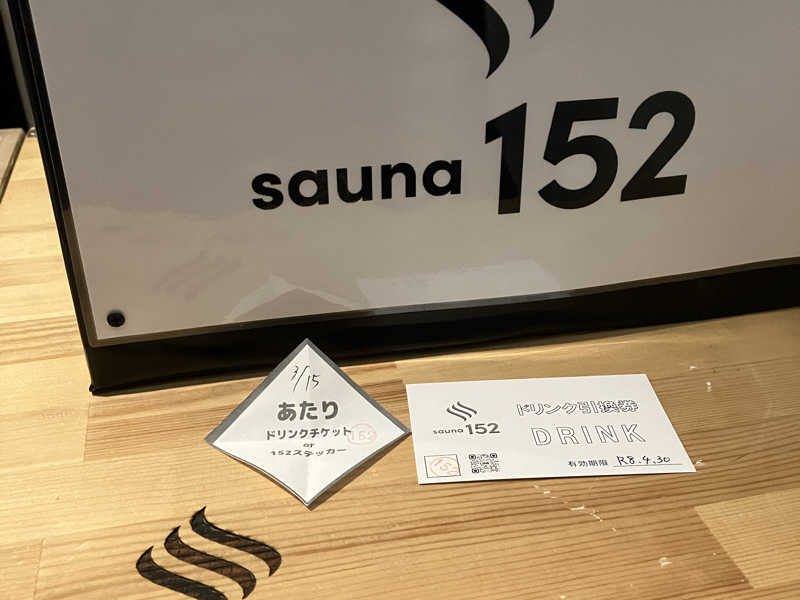 sauna 152
3/15
あたり
ドリンクチケット
or
152ステッカー
152
sauna 152
ドリンク引換券
DRINK
有効期限 R8.4.30